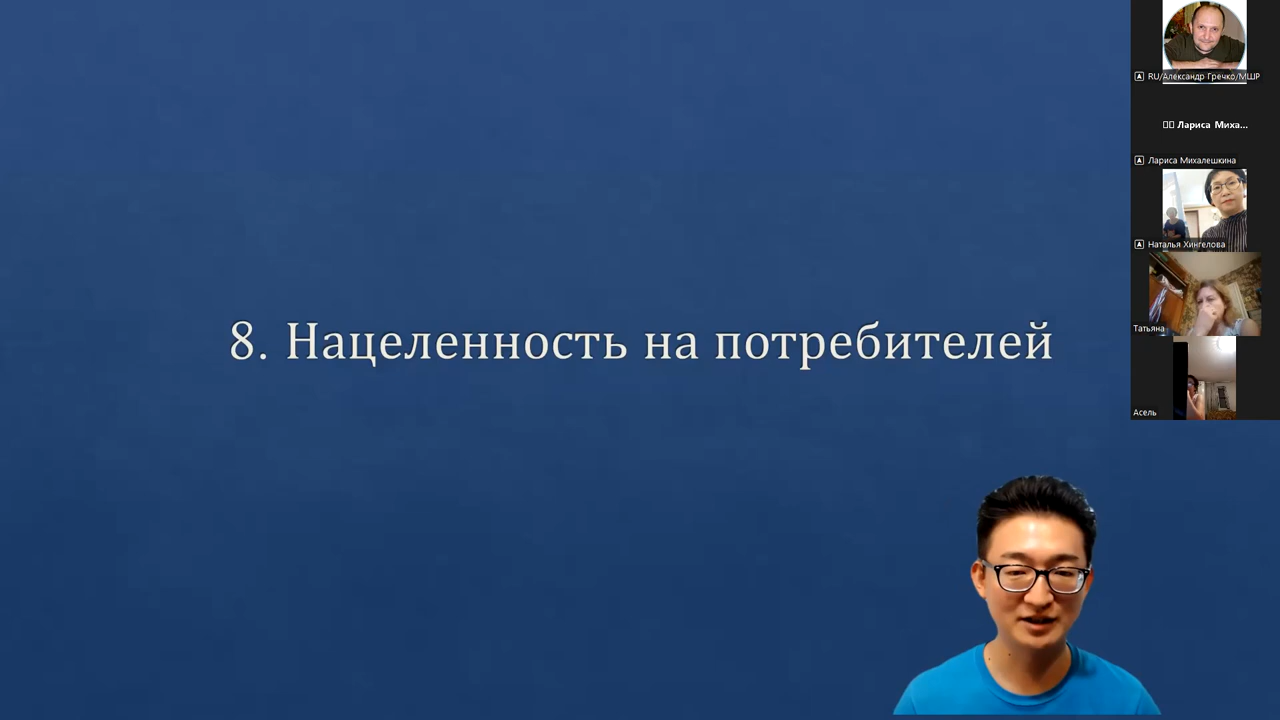 8. Нацеленность на потребителей
RU/Александр Гречко/МШР
Лариса Миха...
Лариса Михалешкина
Наталья Хингелова
Татьяна
Асель